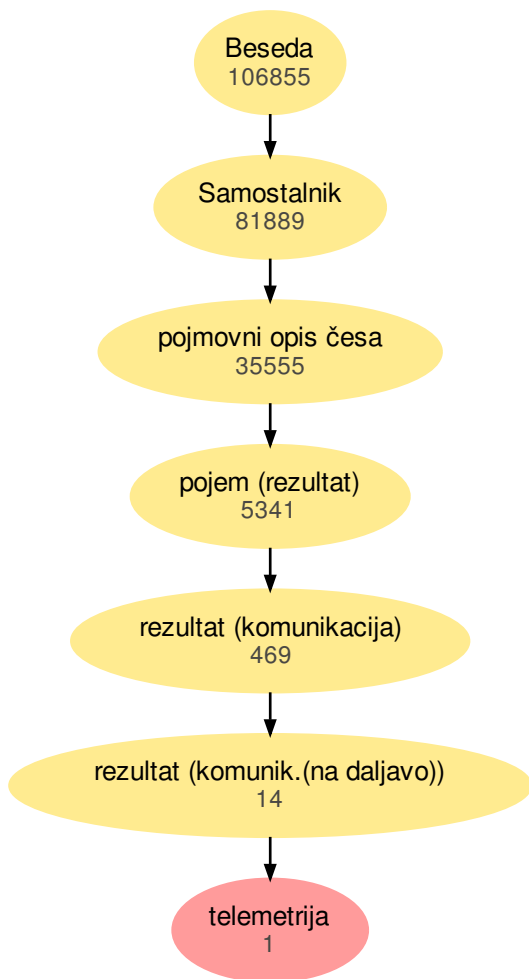 Beseda
106855
Samostalnik
81889
pojmovni opis česa
35555
pojem (rezultat)
5341
rezultat (komunikacija)
469
rezultat (komunik.(na daljavo))
14
telemetrija
1